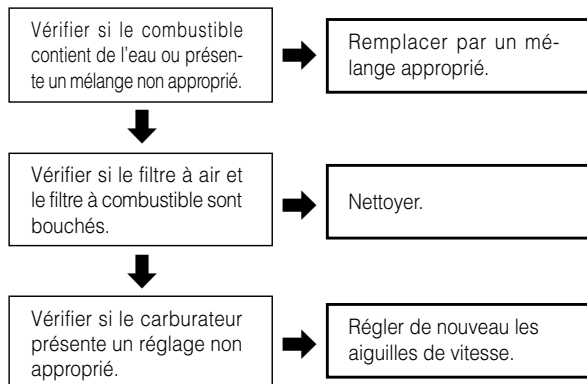 Vérifier si le combustible
contient de l'eau ou présen-
te un mélange non approprié.
Remplacer par un mé-
lange approprié.
Vérifier si le filtre à air et
le filtre à combustible sont
bouchés.
Nettoyer.
Vérifier si le carburateur
présente un réglage non
approprié.
Régler de nouveau les
aiguilles de vitesse.